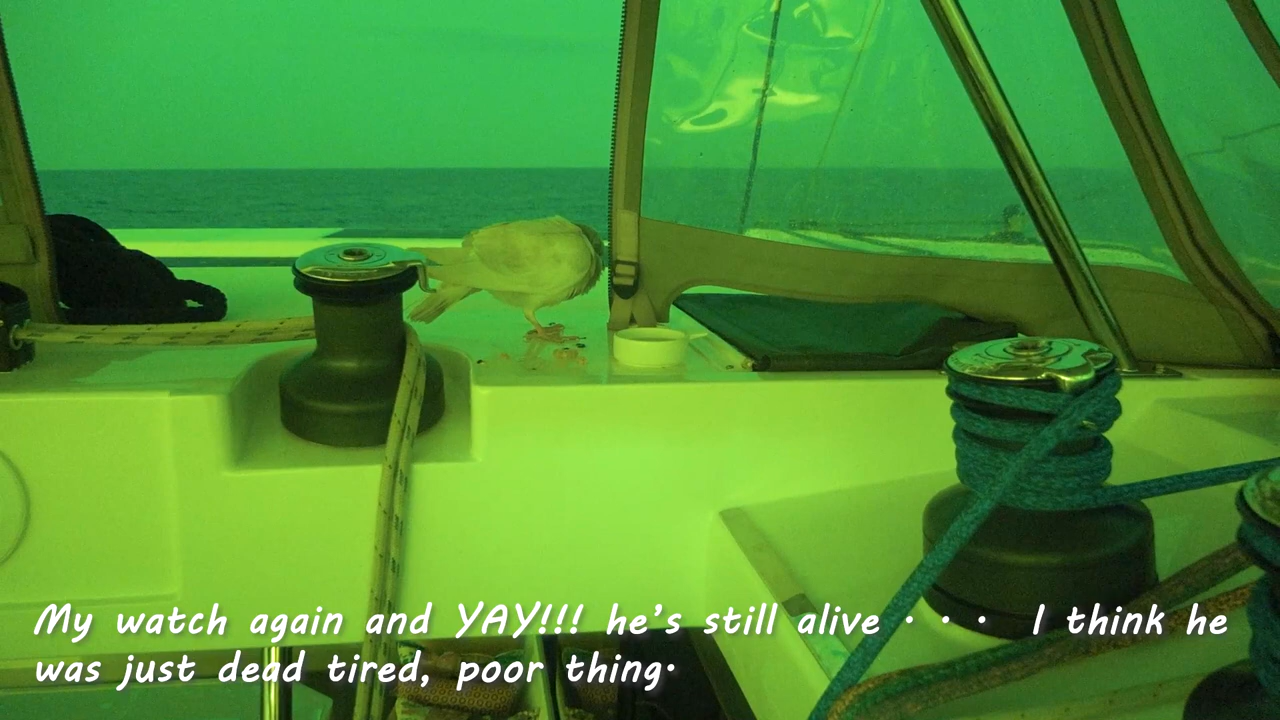 My watch again and YAY!!! he's still alive . . . I think he
was just dead tired, poor thing.